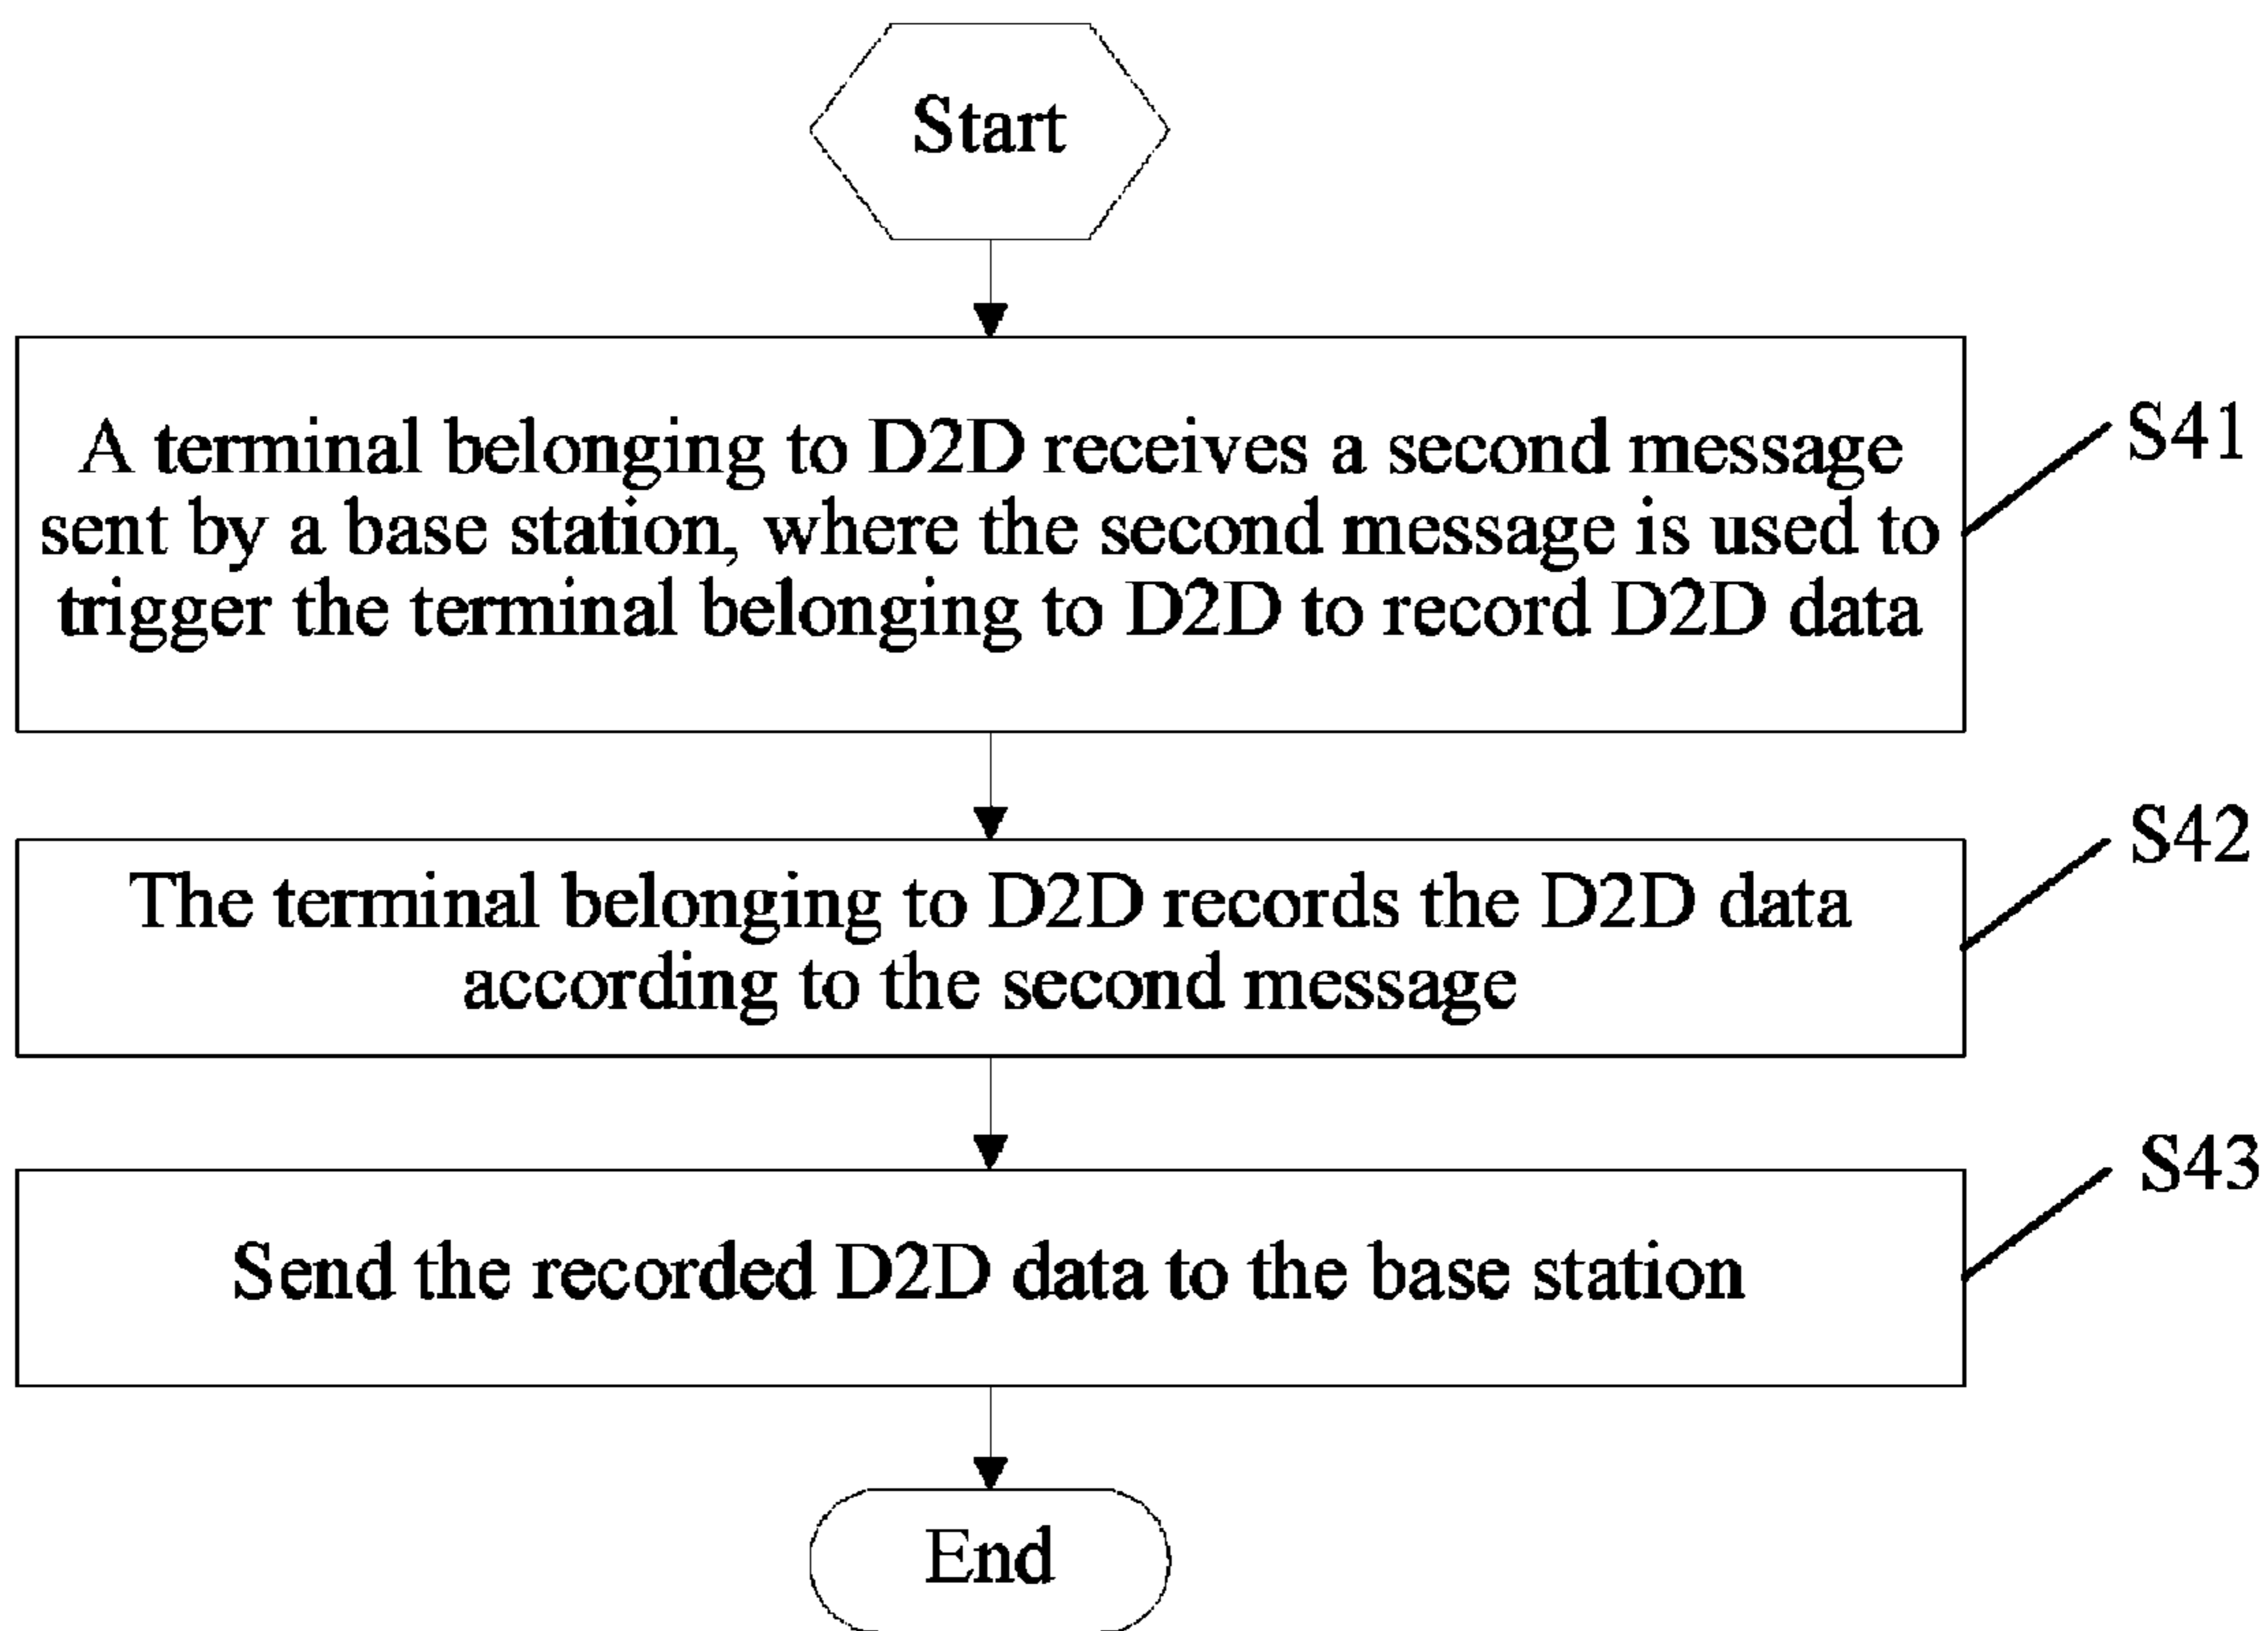 Start
A terminal belonging to D2D receives a second message
sent by a base station, where the second message is used to
trigger the terminal belonging to D2D to record D2D data
S41
The terminal belonging to D2D records the D2D data
according to the second message
S42
Send the recorded D2D data to the base station
S43
End